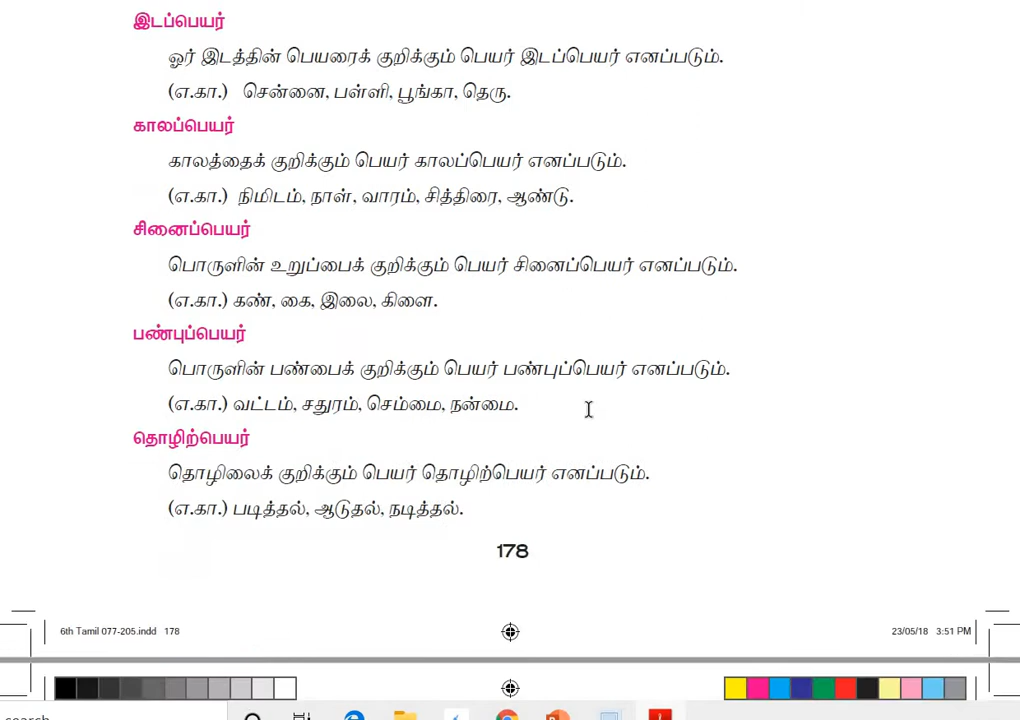 இடப்பெயர்
ஓர் இடத்தின் பெயரைக் குறிக்கும் பெயர் இடப்பெயர் எனப்படும்.
(எ.கா.) சென்னை, பள்ளி, பூங்கா, தெரு.
காலப்பெயர்
காலத்தைக் குறிக்கும் பெயர் காலப்பெயர் எனப்படும்.
(எ.கா.) நிமிடம், நாள், வாரம், சித்திரை, ஆண்டு.
சினைப்பெயர்
பொருளின் உறுப்பைக் குறிக்கும் பெயர் சினைப்பெயர் எனப்படும்.
(எ.கா.) கண், கை, இலை, கிளை.
பண்புப்பெயர்
பொருளின் பண்பைக் குறிக்கும் பெயர் பண்புப்பெயர் எனப்படும்.
(எ.கா.) வட்டம், சதுரம், செம்மை, நன்மை.
தொழிற்பெயர்
தொழிலைக் குறிக்கும் பெயர் தொழிற்பெயர் எனப்படும்.
(எ.கா.) படித்தல், ஆடுதல், நடித்தல்.
178
6th Tamil 077-205.indd 178 23/05/18 3:51 PM
search